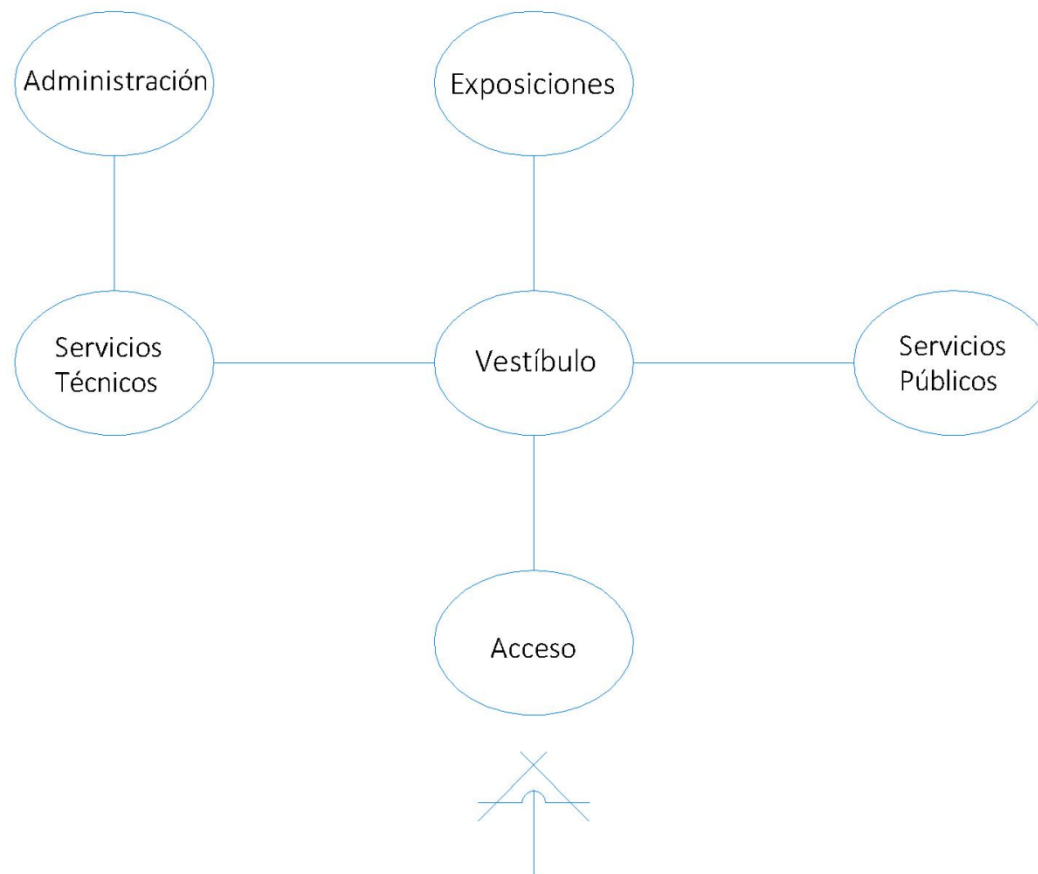 Administración
Exposiciones
Servicios
Técnicos
Vestíbulo
Servicios
Públicos
Acceso